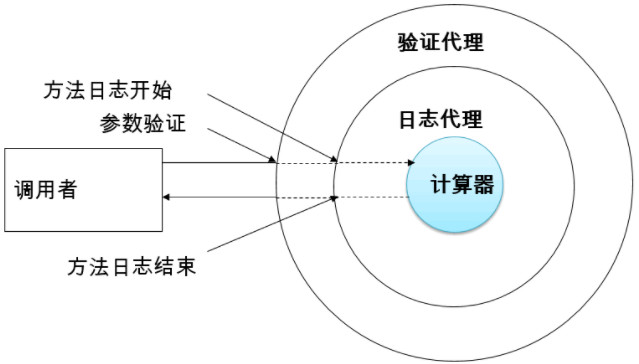 验证代理
方法日志开始
参数验证
日志代理
调用者
计算器
方法日志结束